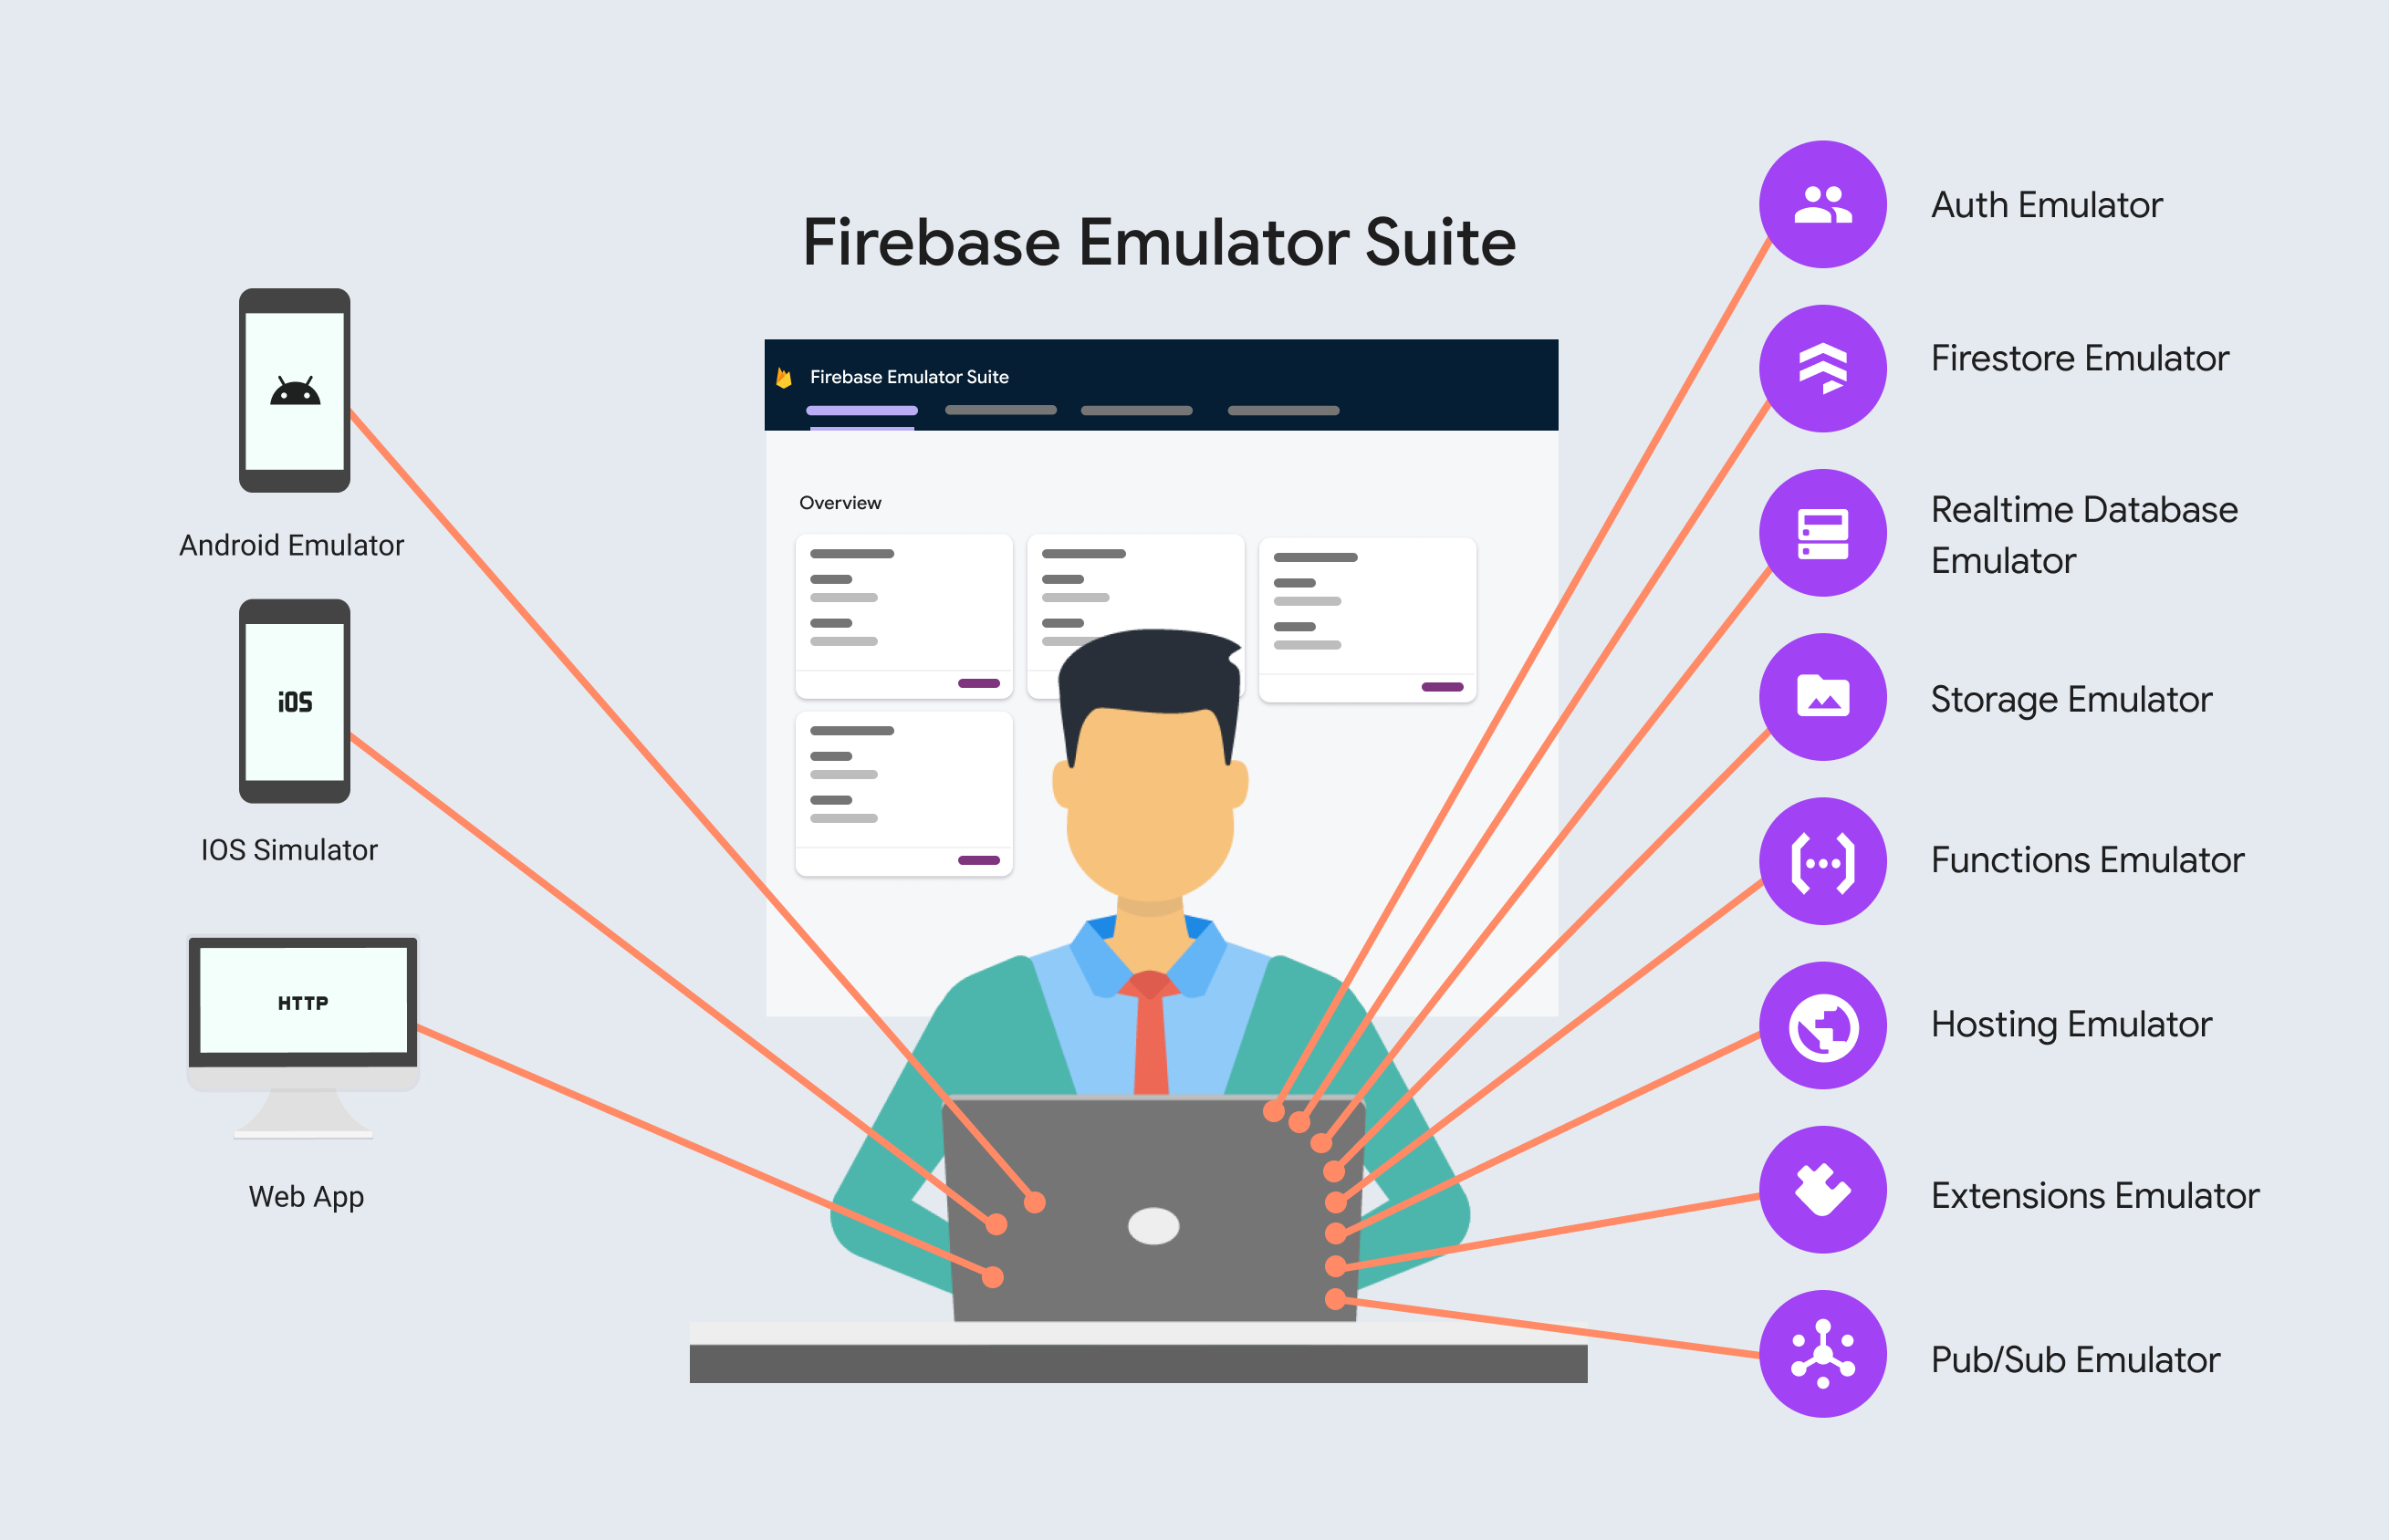 Firebase Emulator Suite
Firebase Emulator Suite
Overview
Android Emulator
iOS
IOS Simulator
HTTP
Web App
Auth Emulator
Firestore Emulator
Realtime Database
Emulator
Storage Emulator
Functions Emulator
Hosting Emulator
Extensions Emulator
Pub/Sub Emulator